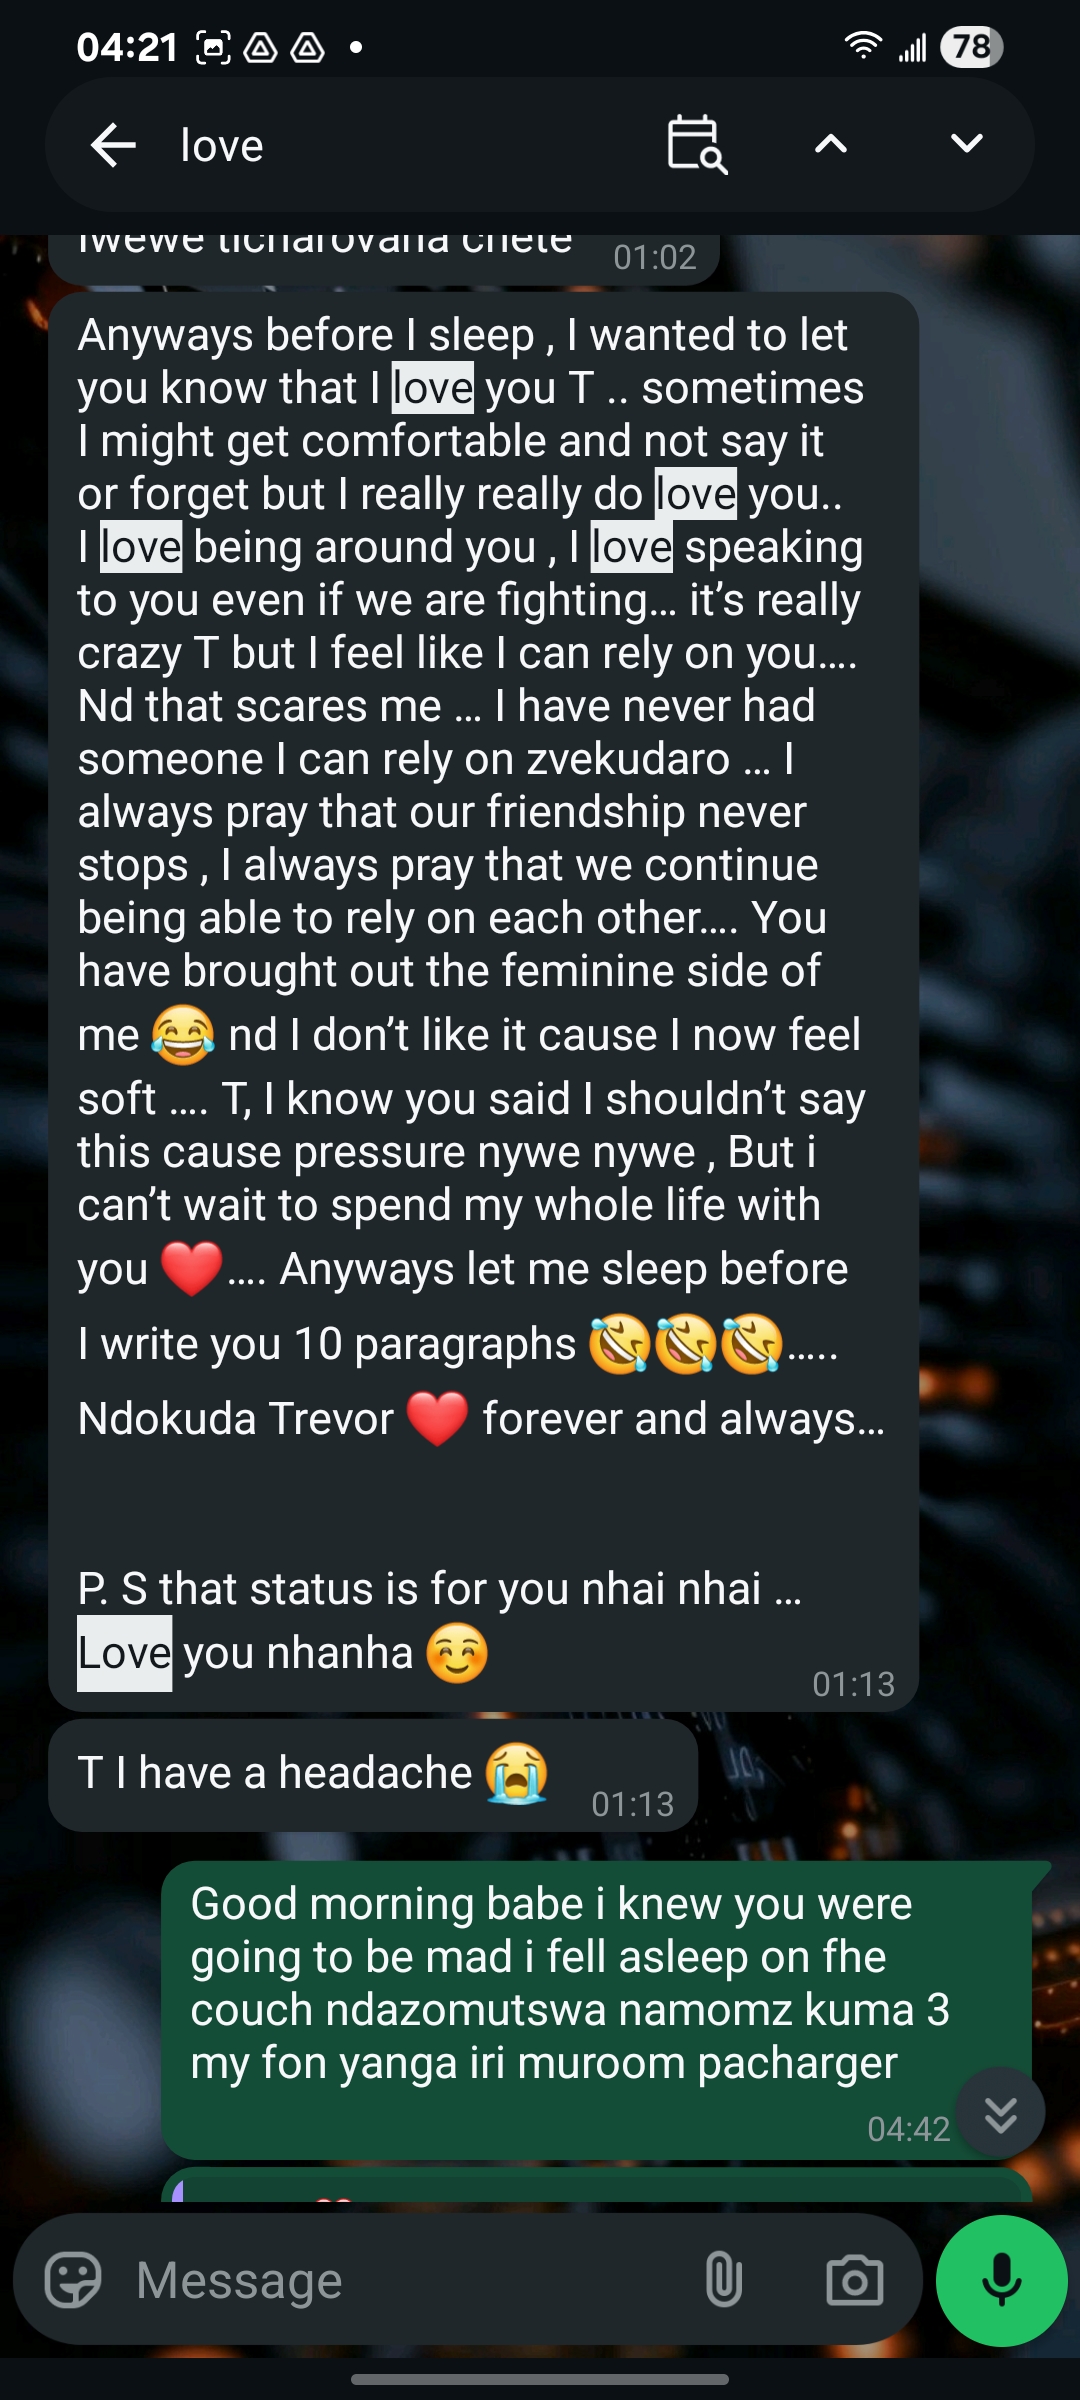 04:21
78
love
Iwewe ticharovana chete
01:02
Anyways before I sleep , I wanted to let
you know that I love you T .. sometimes
I might get comfortable and not say it
or forget but I really really do love you..
I love being around you , I love speaking
to you even if we are fighting... it’s really
crazy T but I feel like I can rely on you....
Nd that scares me ... I have never had
someone I can rely on zvekudaro ... I
always pray that our friendship never
stops , I always pray that we continue
being able to rely on each other.... You
have brought out the feminine side of
me 😂 nd I don’t like it cause I now feel
soft .... T, I know you said I shouldn’t say
this cause pressure nywe nywe , But i
can’t wait to spend my whole life with
you ❤️.... Anyways let me sleep before
I write you 10 paragraphs 🤣🤣🤣.....
Ndokuda Trevor ❤️ forever and always...
P. S that status is for you nhai nhai ...
Love you nhanha ☺️
01:13
T I have a headache 😭
01:13
Good morning babe i knew you were
going to be mad i fell asleep on fhe
couch ndazomutswa namomz kuma 3
my fon yanga iri muroom pacharger
04:42
Message